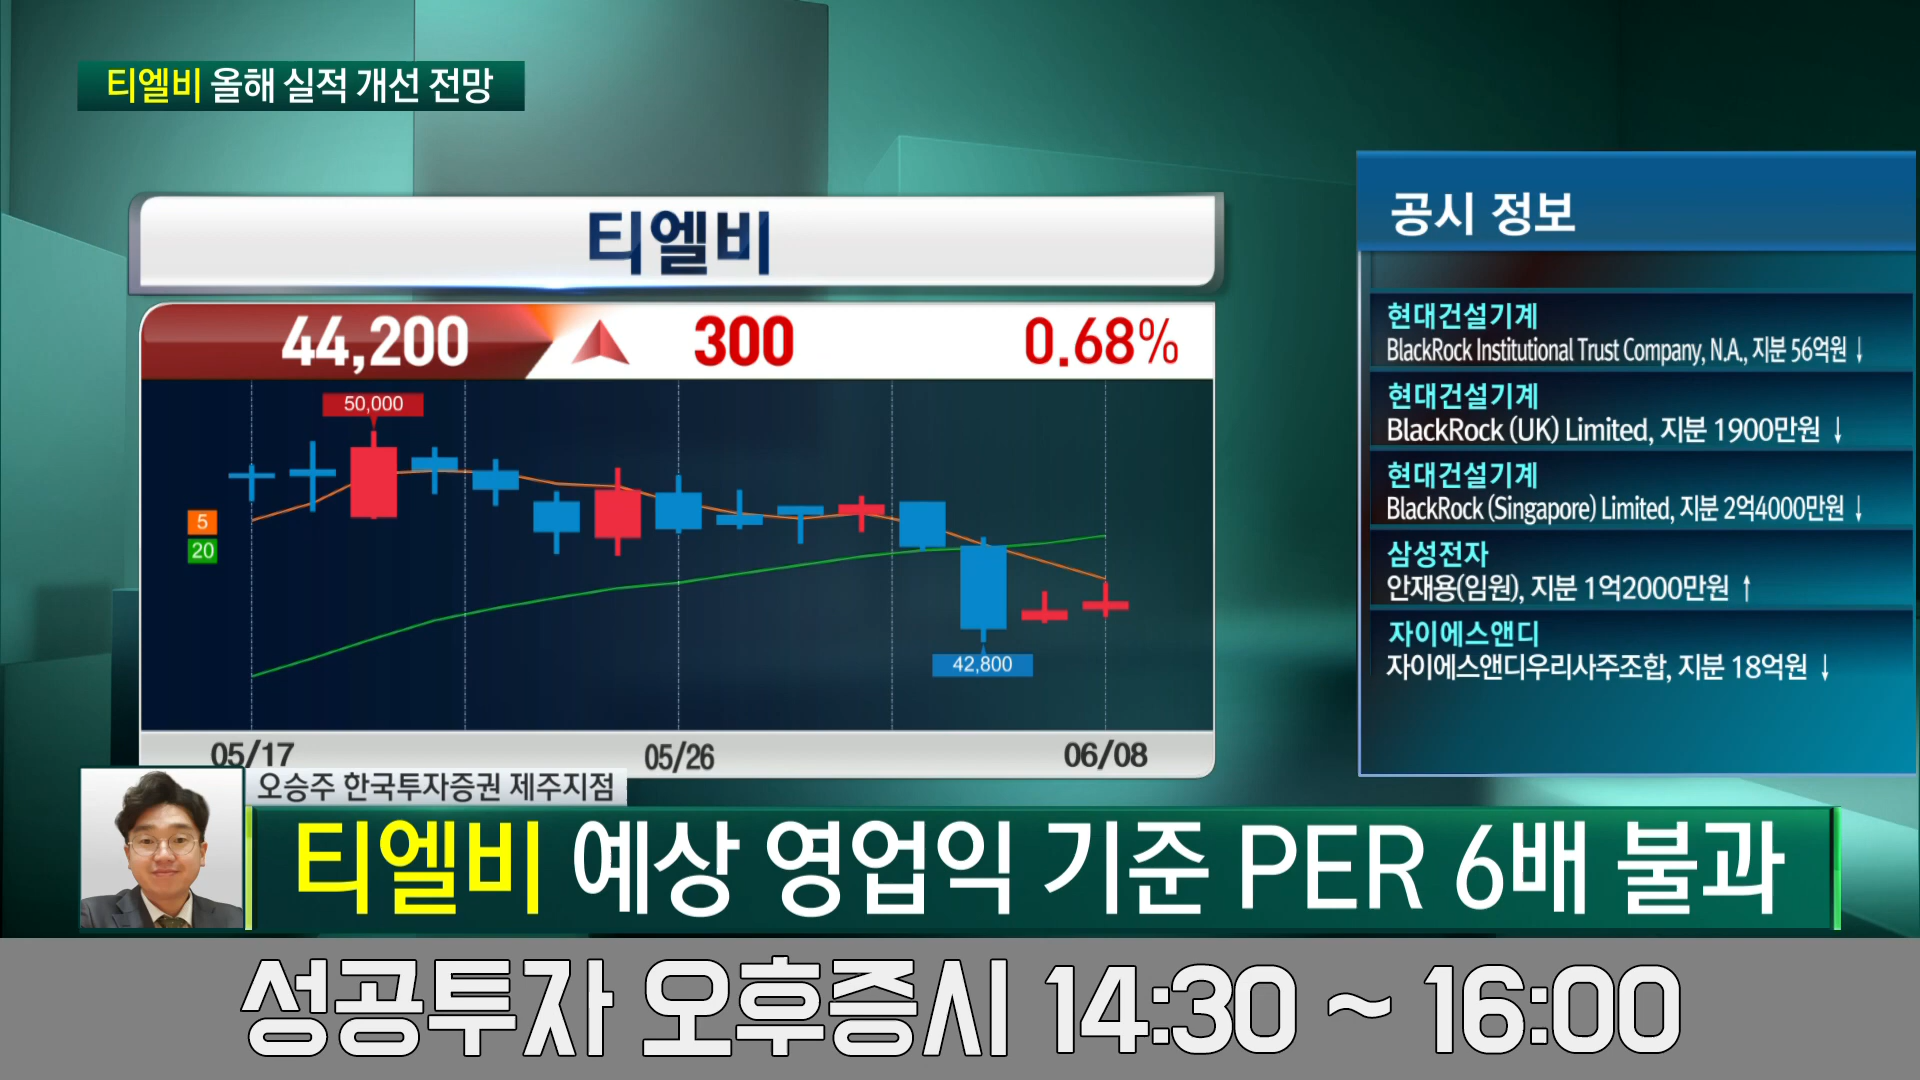 티엘비 올해 실적 개선 전망
티엘비
44,200 300 0.68%
50,000
5
20
42,800
05/17 05/26 06/08
공시 정보
현대건설기계
BlackRock Institutional Trust Company, N.A., 지분 56억원 ↓
현대건설기계
BlackRock (UK) Limited, 지분 1900만원 ↓
현대건설기계
BlackRock (Singapore) Limited, 지분 2억4000만원 ↓
삼성전자
안재용(임원), 지분 1억2000만원 ↑
자이에스앤디
자이에스앤디우리사주조합, 지분 18억원 ↓
오승주 한국투자증권 제주지점
티엘비 예상 영업익 기준 PER 6배 불과
성공투자 오후증시 14:30 ~ 16:00